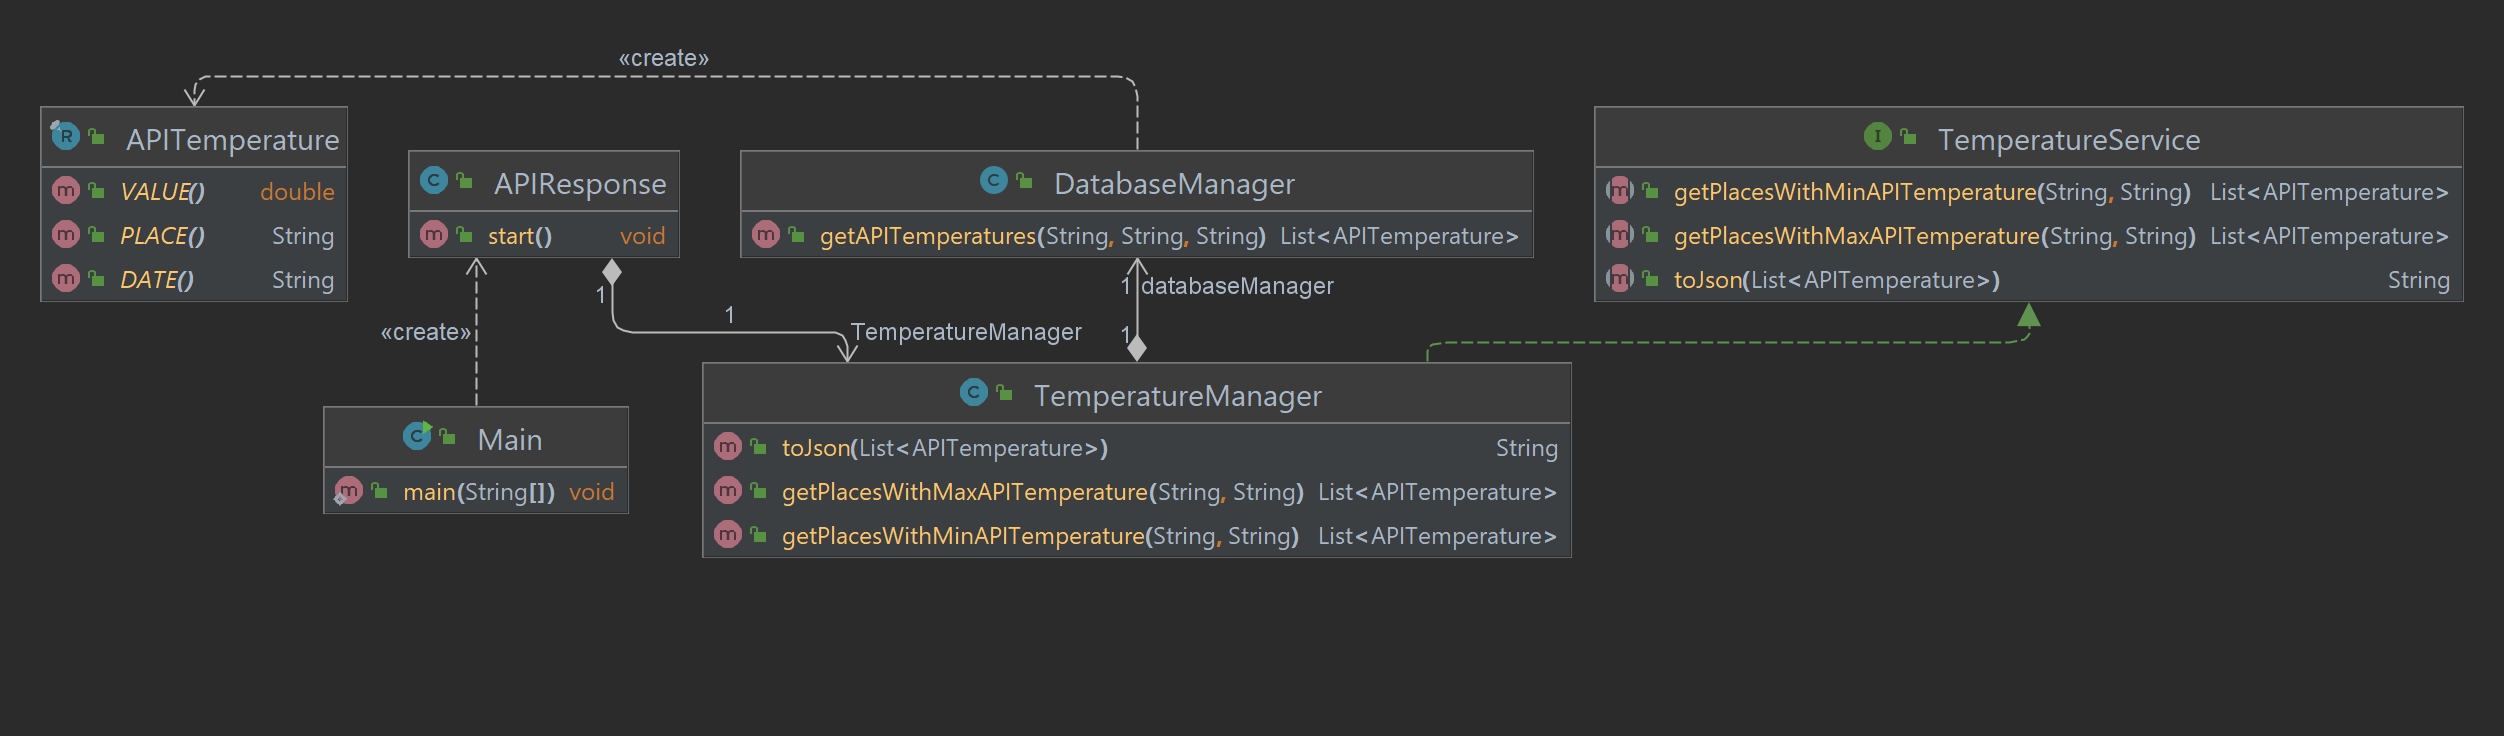 «create»
APITemperature
VALUE() double
PLACE() String
DATE() String
APIResponse
start() void
DatabaseManager
getAPITemperatures(String, String, String) List<APITemperature>
TemperatureService
getPlacesWithMinAPITemperature(String, String) List<APITemperature>
getPlacesWithMaxAPITemperature(String, String) List<APITemperature>
toJson(List<APITemperature>) String
1
1
TemperatureManager
1 databaseManager
1
«create»
Main
main(String[]) void
TemperatureManager
toJson(List<APITemperature>) String
getPlacesWithMaxAPITemperature(String, String) List<APITemperature>
getPlacesWithMinAPITemperature(String, String) List<APITemperature>